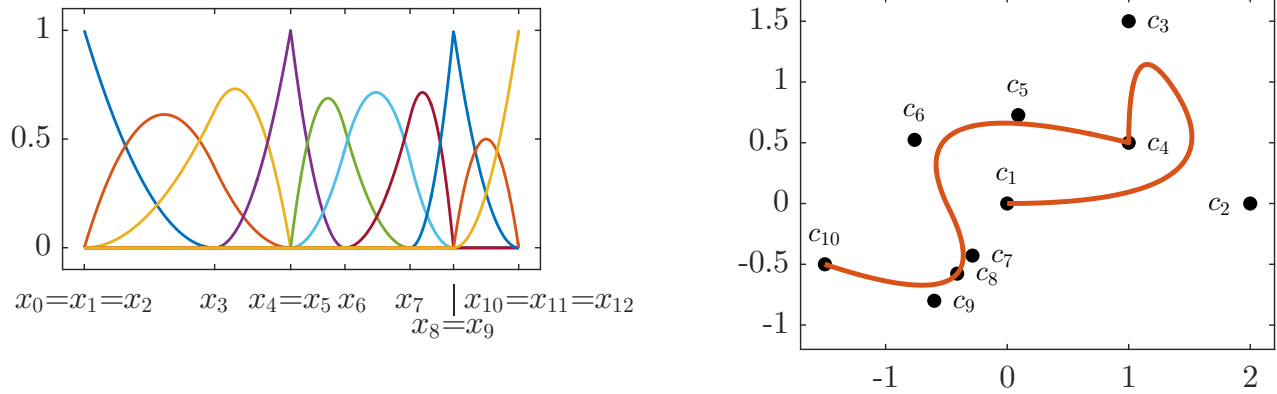 1
0.5
0
x₀=x₁=x₂ x₃ x₄=x₅ x₆ x₇ x₁₀=x₁₁=x₁₂
x₈=x₉
1.5
1
0.5
0
-0.5
-1
-1 0 1 2
c₃
c₅
c₆
c₄
c₁
c₂
c₁₀
c₇
c₈
c₉